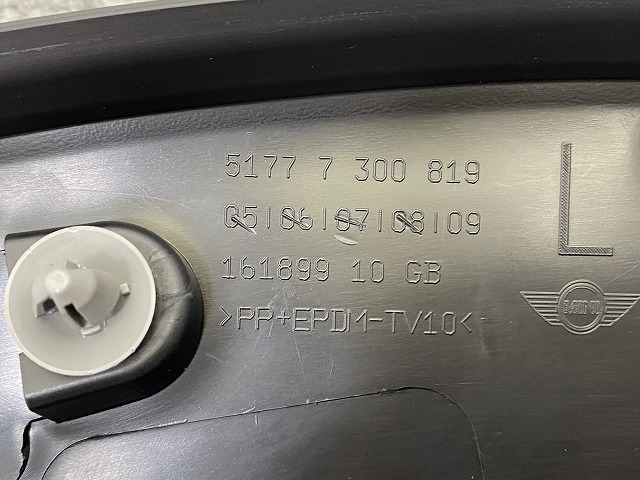 5177 7 300 819
05|06|07|08|09
161899 10 GB
>PP+EPDM-TV10<
L
MINI